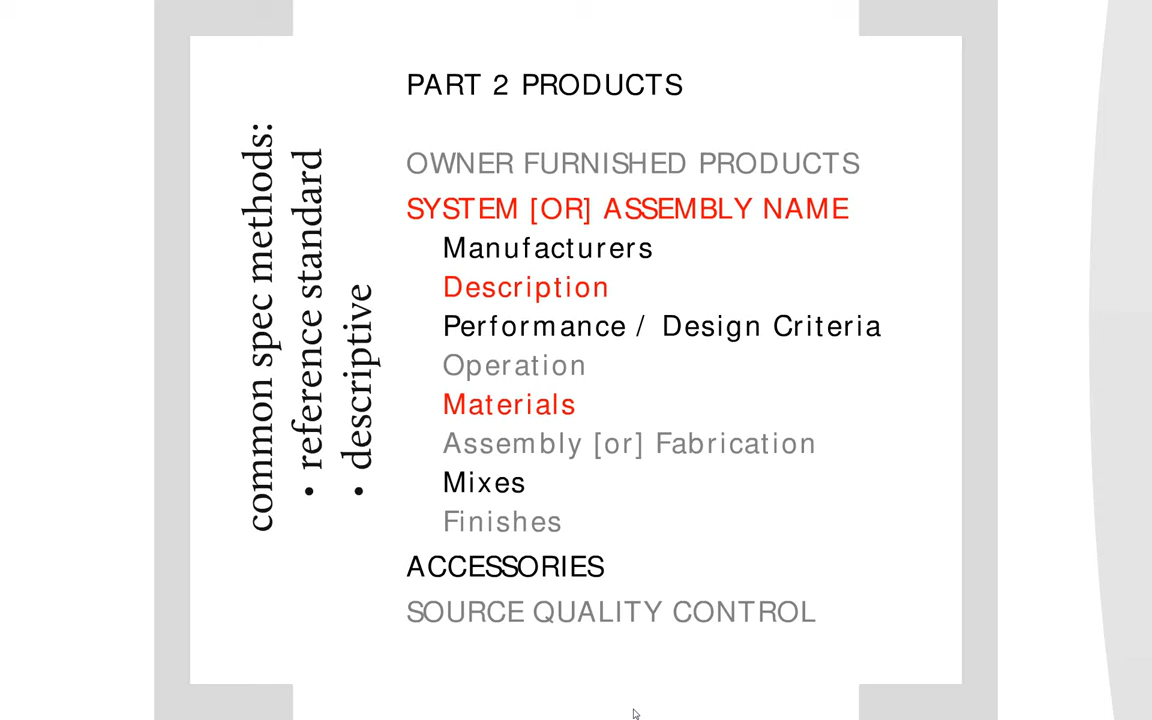 common spec methods:
• reference standard
• descriptive
PART 2 PRODUCTS
OWNER FURNISHED PRODUCTS
SYSTEM [OR] ASSEMBLY NAME
Manufacturers
Description
Performance / Design Criteria
Operation
Materials
Assembly [or] Fabrication
Mixes
Finishes
ACCESSORIES
SOURCE QUALITY CONTROL